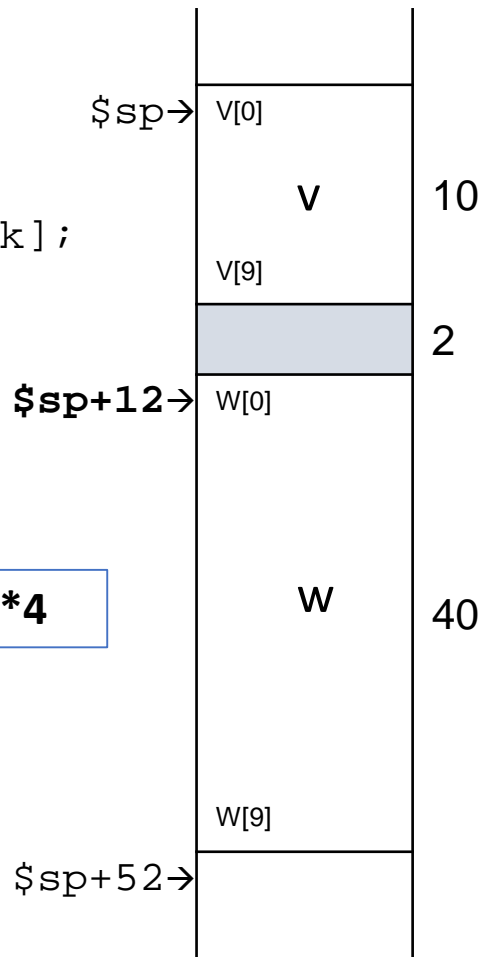 $sp→ V[0]
v 10
k];
V[9]
2
$sp+12→ W[0]
*4
w 40
W[9]
$sp+52→